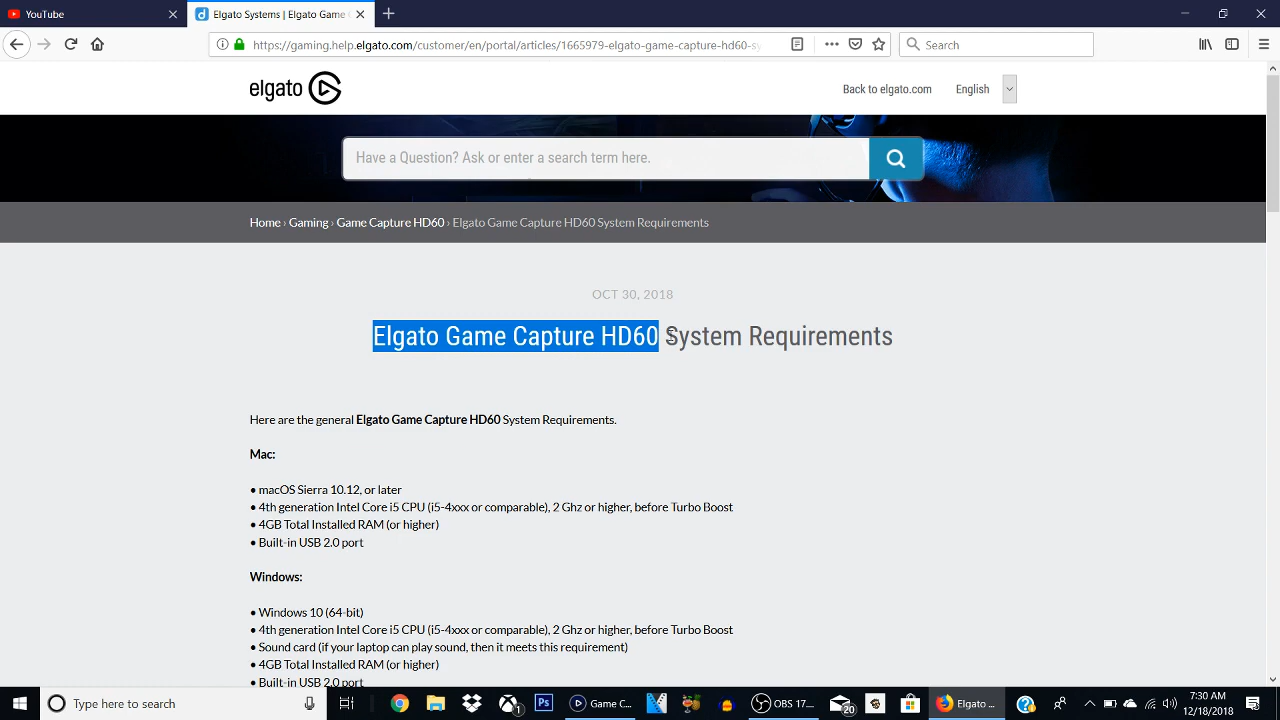 YouTube
Elgato Systems | Elgato Game
https://gaming.help.elgato.com/customer/en/portal/articles/1665979-elgato-game-capture-hd60-sy
Search
elgato
Back to elgato.com
English
Have a Question? Ask or enter a search term here.
Home › Gaming › Game Capture HD60 › Elgato Game Capture HD60 System Requirements
OCT 30, 2018
Elgato Game Capture HD60 System Requirements
Here are the general Elgato Game Capture HD60 System Requirements.
Mac:
• macOS Sierra 10.12, or later
• 4th generation Intel Core i5 CPU (i5-4xxx or comparable), 2 Ghz or higher, before Turbo Boost
• 4GB Total Installed RAM (or higher)
• Built-in USB 2.0 port
Windows:
• Windows 10 (64-bit)
• 4th generation Intel Core i5 CPU (i5-4xxx or comparable), 2 Ghz or higher, before Turbo Boost
• Sound card (if your laptop can play sound, then it meets this requirement)
• 4GB Total Installed RAM (or higher)
• Built-in USB 2.0 port
Type here to search
1
Ps
Game C...
OBS 17...
20
Elgato ...
7:30 AM
12/18/2018